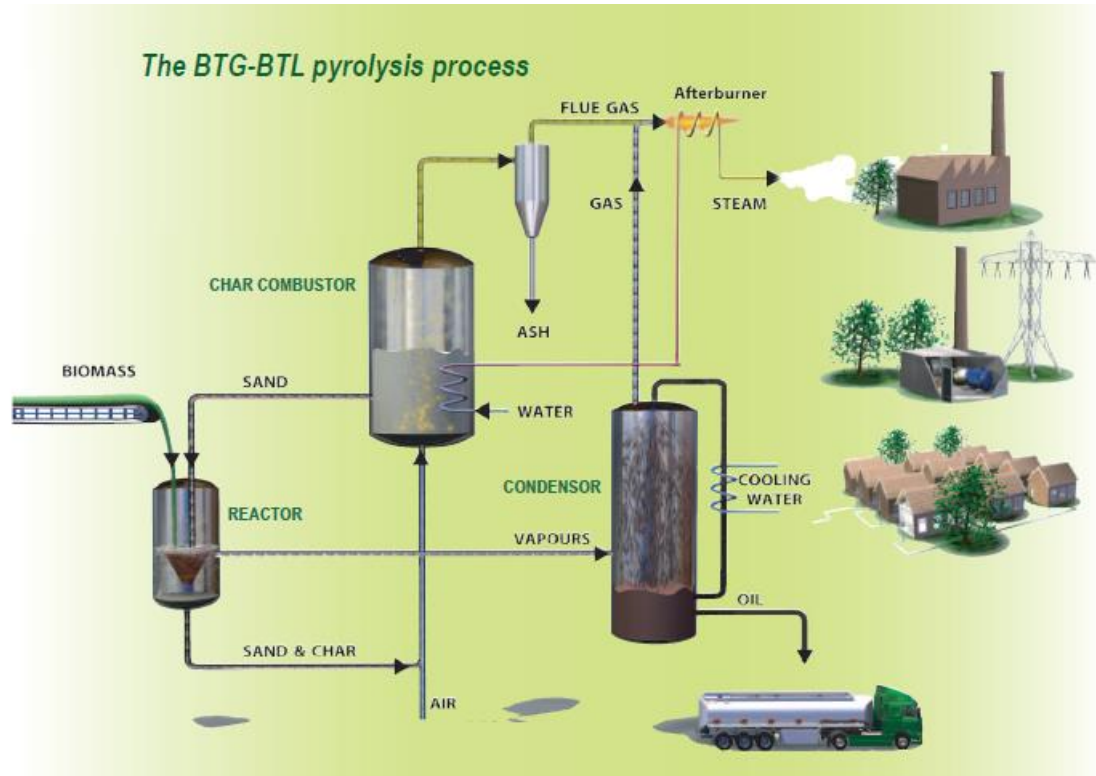 The BTG-BTL pyrolysis process
Afterburner
FLUE GAS
GAS
STEAM
CHAR COMBUSTOR
ASH
BIOMASS
SAND
WATER
CONDENSOR
COOLING
WATER
REACTOR
VAPOURS
OIL
SAND & CHAR
AIR